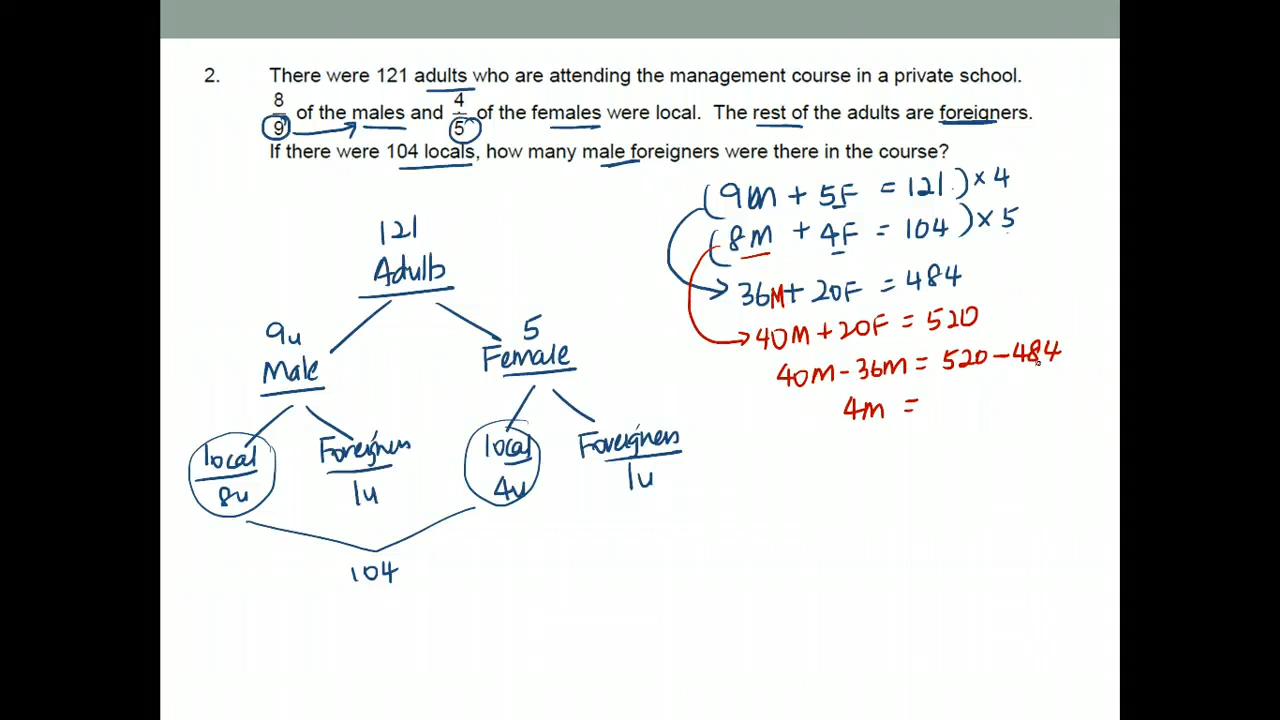 2. There were 121 adults who are attending the management course in a private school.
8/9 of the males and 4/5 of the females were local. The rest of the adults are foreigners.
If there were 104 locals, how many male foreigners were there in the course?
(9M + 5F = 121.) × 4
(8M + 4F = 104) × 5
36M + 20F = 484
40M + 20F = 520
40M - 36M = 520 - 484
4M =
121
Adults
9u
Male
5
Female
local
8u
Foreigners
1u
local
4u
Foreigners
1u
104